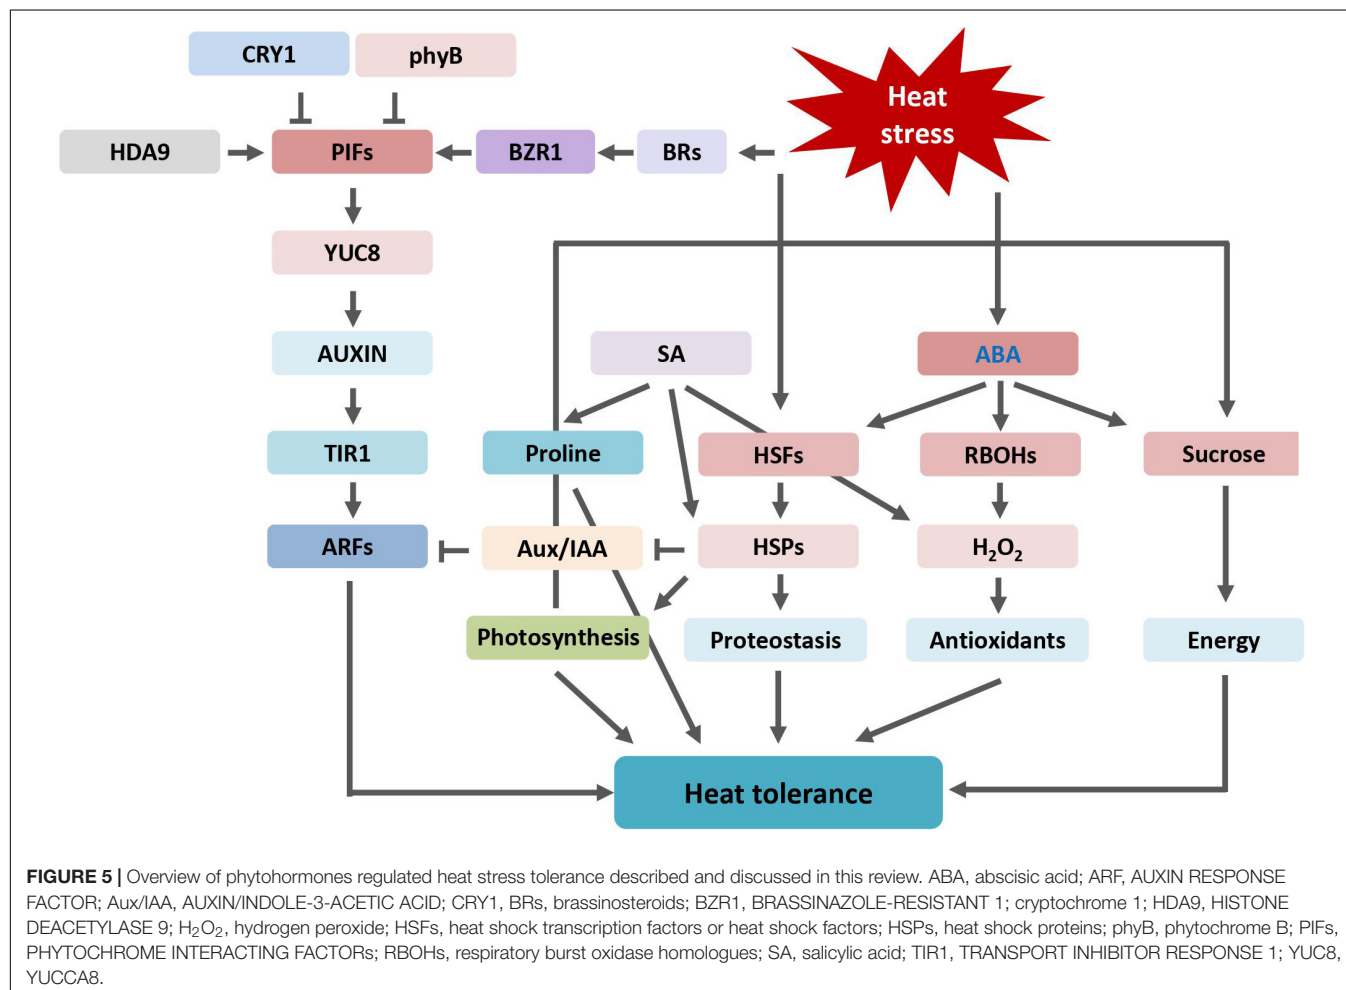 CRY1
phyB
Heat
stress
HDA9
PIFs
BZR1
BRs
YUC8
AUXIN
SA
ABA
TIR1
Proline
HSFs
RBOHs
Sucrose
ARFs
Aux/IAA
HSPs
H₂O₂
Photosynthesis
Proteostasis
Antioxidants
Energy
Heat tolerance
FIGURE 5 | Overview of phytohormones regulated heat stress tolerance described and discussed in this review. ABA, abscisic acid; ARF, AUXIN RESPONSE
FACTOR; Aux/IAA, AUXIN/INDOLE-3-ACETIC ACID; CRY1, BRs, brassinosteroids; BZR1, BRASSINAZOLE-RESISTANT 1; cryptochrome 1; HDA9, HISTONE
DEACETYLASE 9; H₂O₂, hydrogen peroxide; HSFs, heat shock transcription factors or heat shock factors; HSPs, heat shock proteins; phyB, phytochrome B; PIFs,
PHYTOCHROME INTERACTING FACTORs; RBOHs, respiratory burst oxidase homologues; SA, salicylic acid; TIR1, TRANSPORT INHIBITOR RESPONSE 1; YUC8,
YUCCA8.